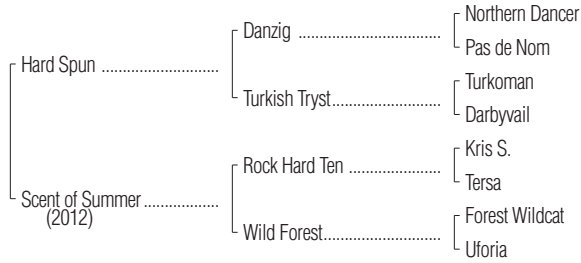 Northern Dancer
Danzig ....................................
Pas de Nom
Hard Spun .............................
Turkoman
Turkish Tryst...........................
Darbyvail
Kris S.
Rock Hard Ten .......................
Tersa
Scent of Summer ..................
(2012)
Forest Wildcat
Wild Forest.............................
Uforia